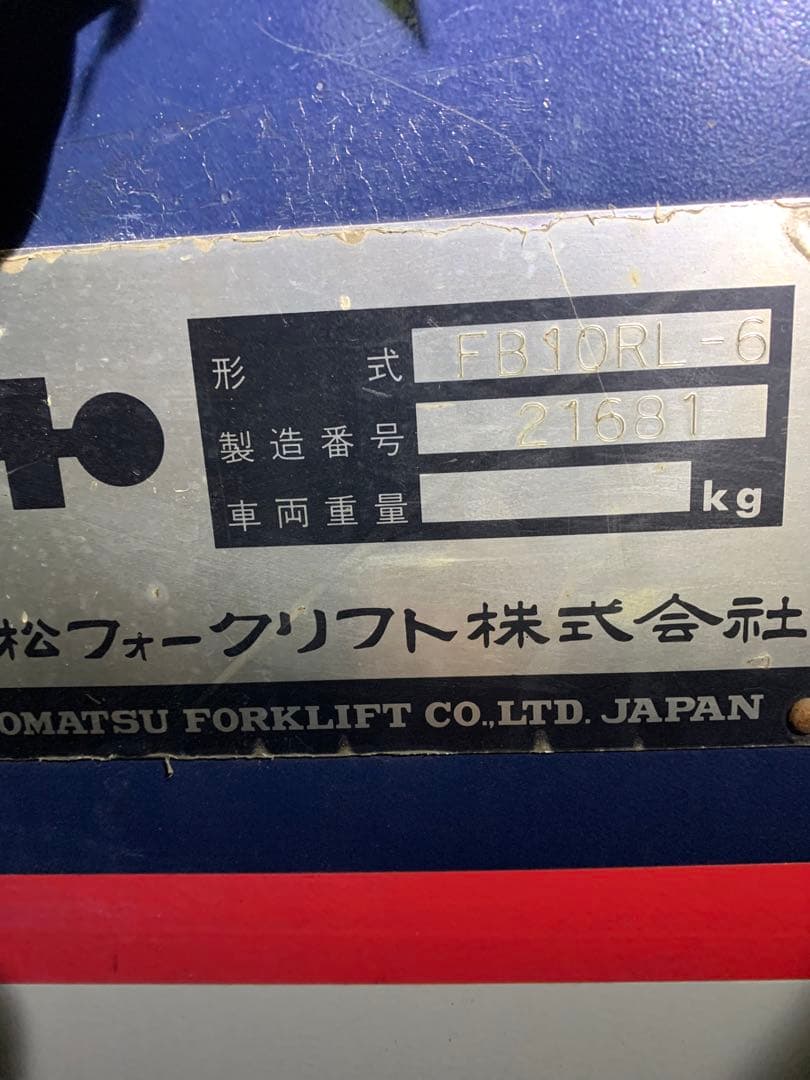 形式 FB10RL-6
製造番号 21681
車両重量 kg
松フォークリフト株式会社
OMATSU FORKLIFT CO.,LTD. JAPAN